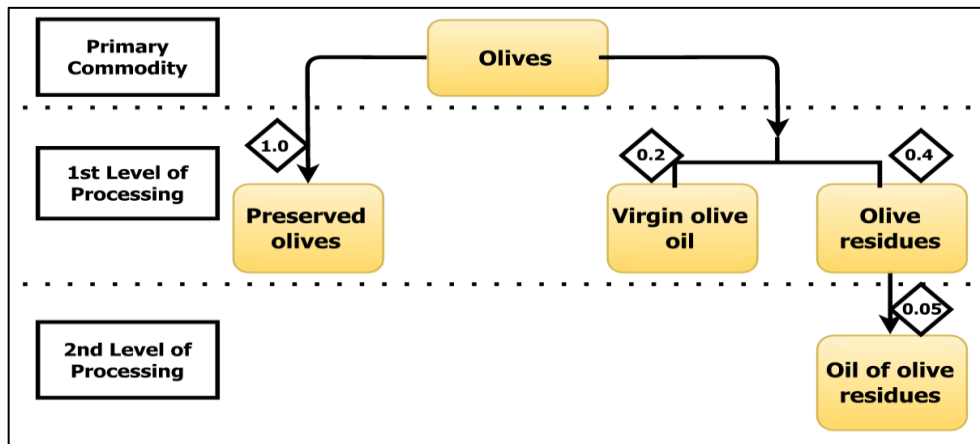 Primary
Commodity
Olives
1.0
0.2
0.4
1st Level of
Processing
Preserved
olives
Virgin olive
oil
Olive
residues
0.05
2nd Level of
Processing
Oil of olive
residues